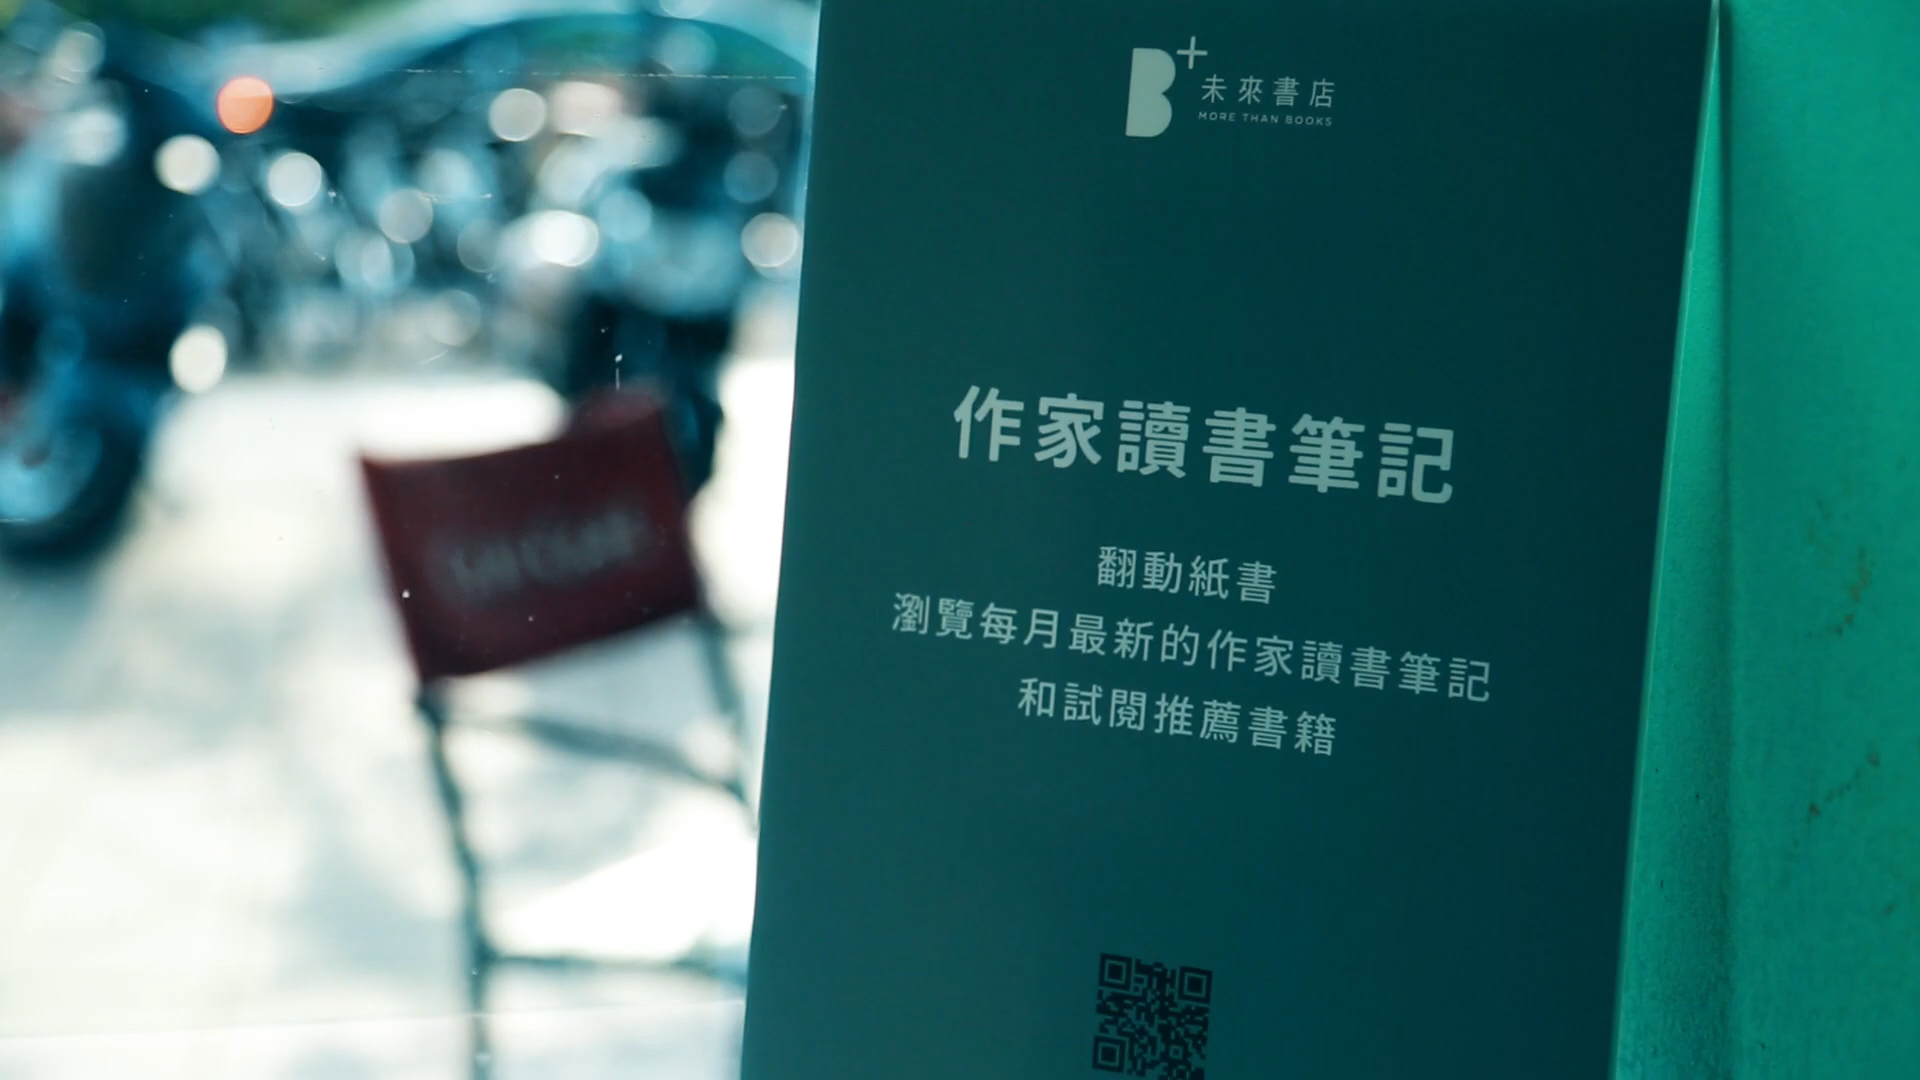 B+
未來書店
MORE THAN BOOKS
作家讀書筆記
翻動紙書
瀏覽每月最新的作家讀書筆記
和試閱推薦書籍